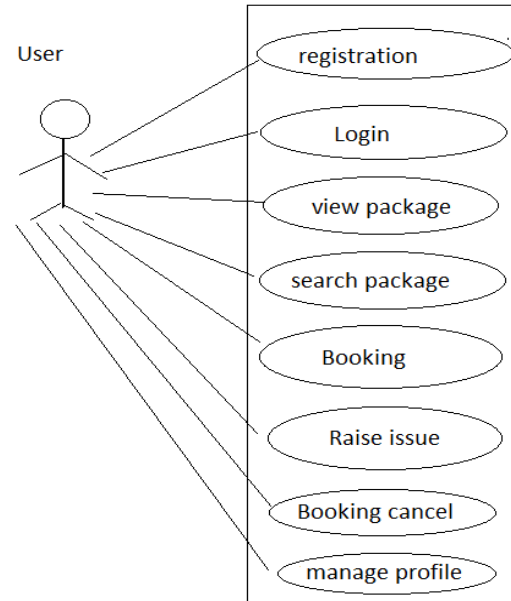 User
registration
Login
view package
search package
Booking
Raise issue
Booking cancel
manage profile